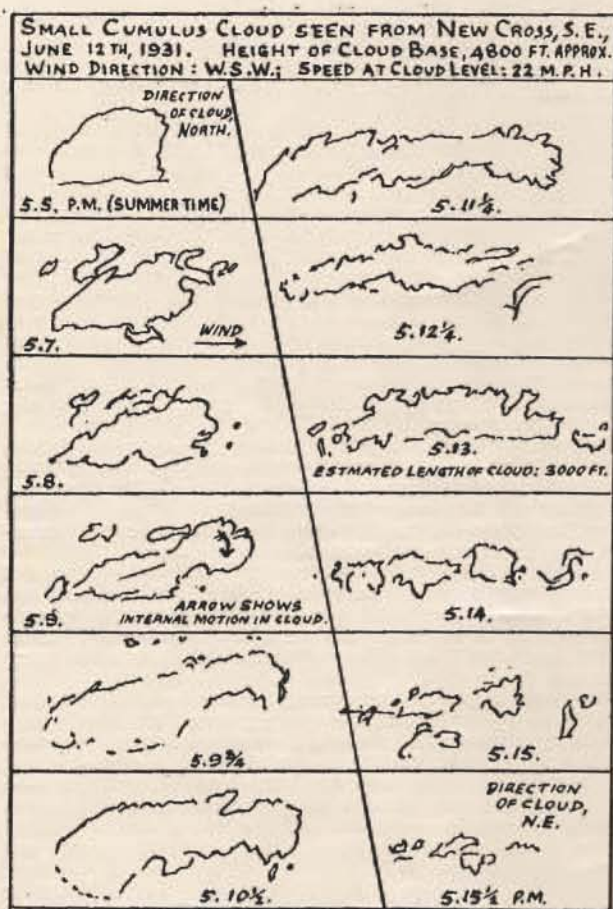 SMALL CUMULUS CLOUD SEEN FROM NEW CROSS, S.E.,
JUNE 12TH, 1931. HEIGHT OF CLOUD BASE, 4800 FT. APPROX.
WIND DIRECTION: W.S.W.; SPEED AT CLOUD LEVEL: 22 M.P.H.
DIRECTION
OF CLOUD,
NORTH.
5.5. P.M. (SUMMER TIME)
5.7.
WIND
5.8.
5.9.
ARROW SHOWS
INTERNAL MOTION IN CLOUD.
5.9¾
5.10½.
5.11¼.
5.12¼.
5.13.
ESTMATED LENGTH OF CLOUD: 3000 FT.
5.14.
5.15.
DIRECTION
OF CLOUD,
N.E.
5.15½ P.M.